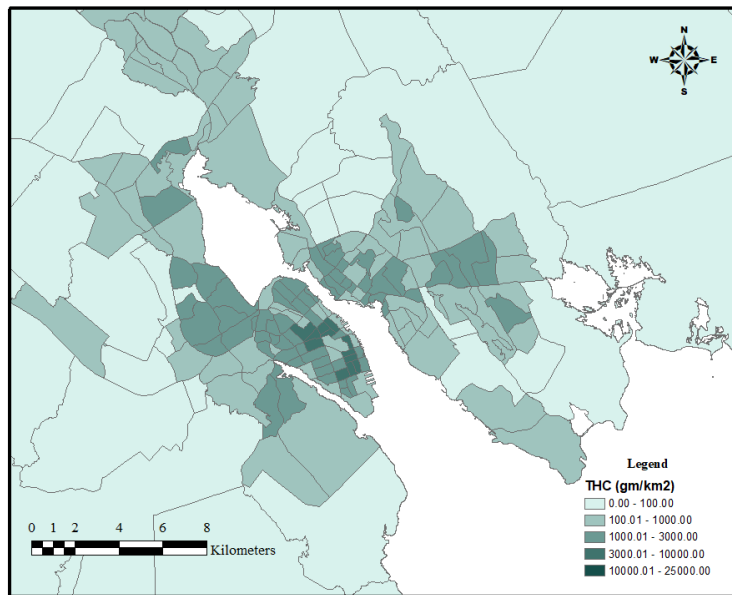 N
W E
S
Legend
THC (gm/km2)
0.00 - 100.00
100.01 - 1000.00
1000.01 - 3000.00
3000.01 - 10000.00
10000.01 - 25000.00
0 1 2 4 6 8
Kilometers